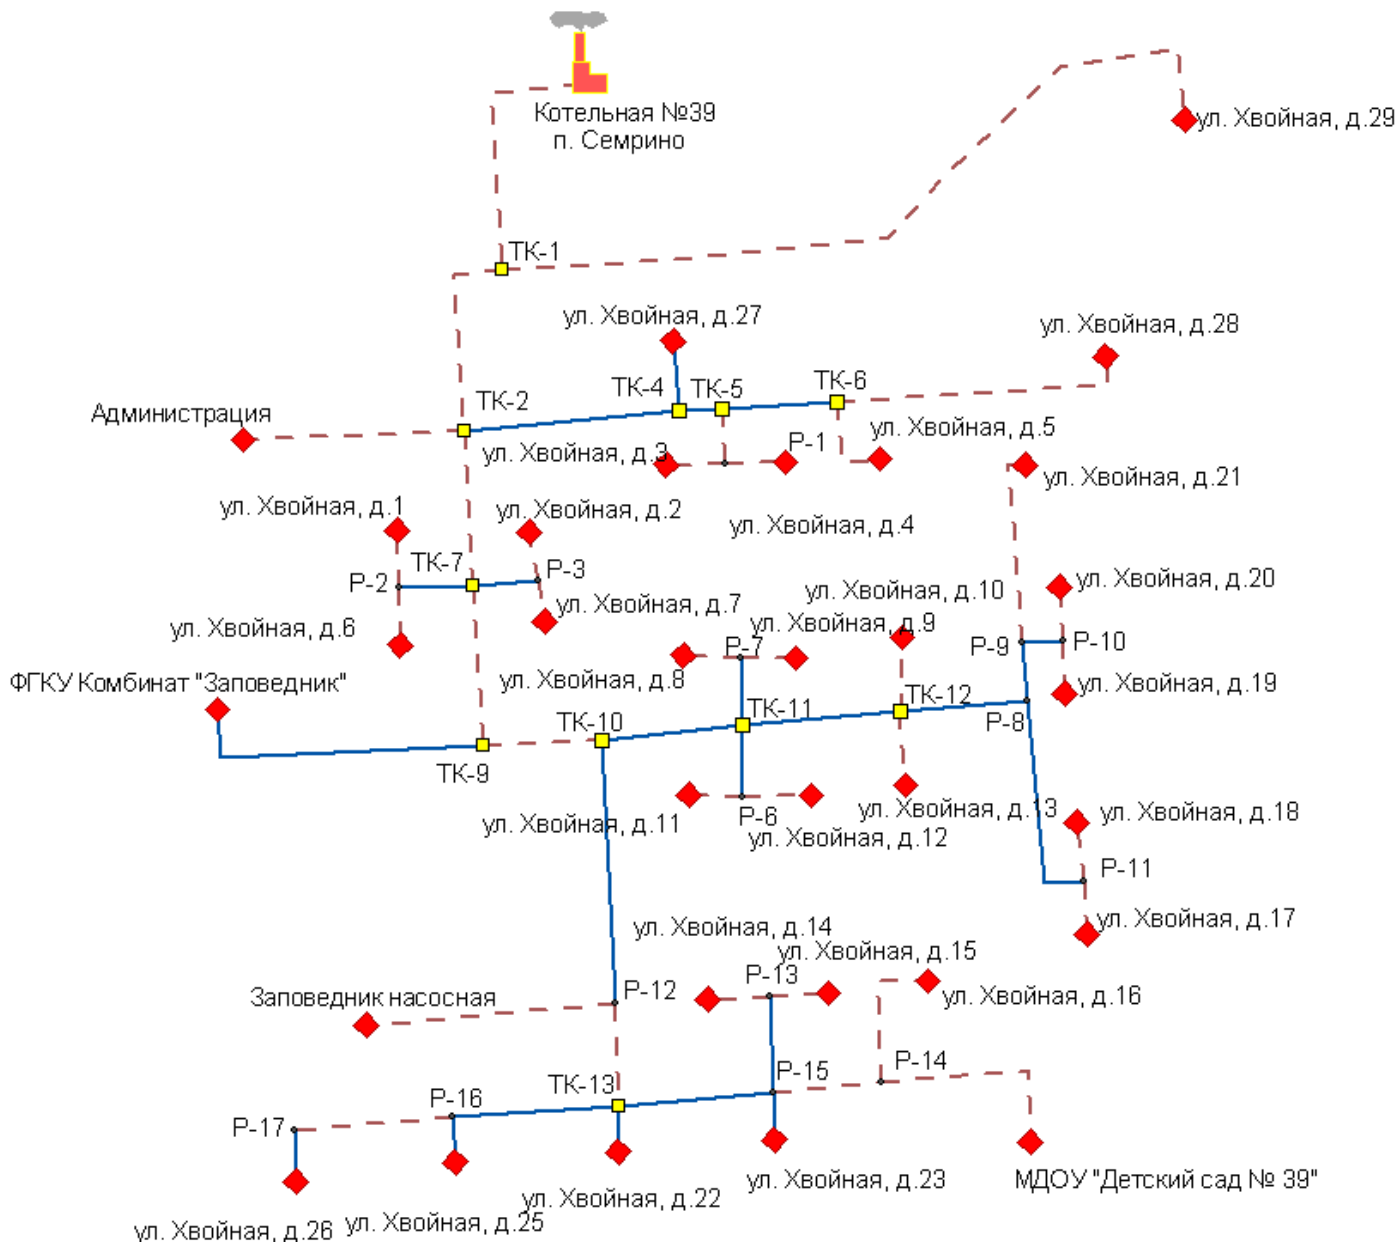 Котельная №39
п. Семрино
ул. Хвойная, д.29
ТК-1
ул. Хвойная, д.27
ул. Хвойная, д.28
ТК-4
ТК-5
ТК-6
Администрация
ТК-2
ул. Хвойная, д.3
Р-1
ул. Хвойная, д.5
ул. Хвойная, д.21
ул. Хвойная, д.1
ул. Хвойная, д.2
ул. Хвойная, д.4
ТК-7
Р-2
Р-3
ул. Хвойная, д.20
ул. Хвойная, д.10
ул. Хвойная, д.7
ул. Хвойная, д.6
ул. Хвойная, д.9
Р-7
Р-9
Р-10
ФГКУ Комбинат "Заповедник"
ул. Хвойная, д.8
ул. Хвойная, д.19
ТК-10
ТК-11
ТК-12
Р-8
ТК-9
ул. Хвойная, д.11
Р-6
ул. Хвойная, д.12
ул. Хвойная, д.13
ул. Хвойная, д.18
Р-11
ул. Хвойная, д.17
ул. Хвойная, д.14
ул. Хвойная, д.15
Р-13
Заповедник насосная
Р-12
ул. Хвойная, д.16
Р-14
Р-15
ТК-13
Р-16
Р-17
ул. Хвойная, д.23
МДОУ "Детский сад № 39"
ул. Хвойная, д.22
ул. Хвойная, д.25
ул. Хвойная, д.26